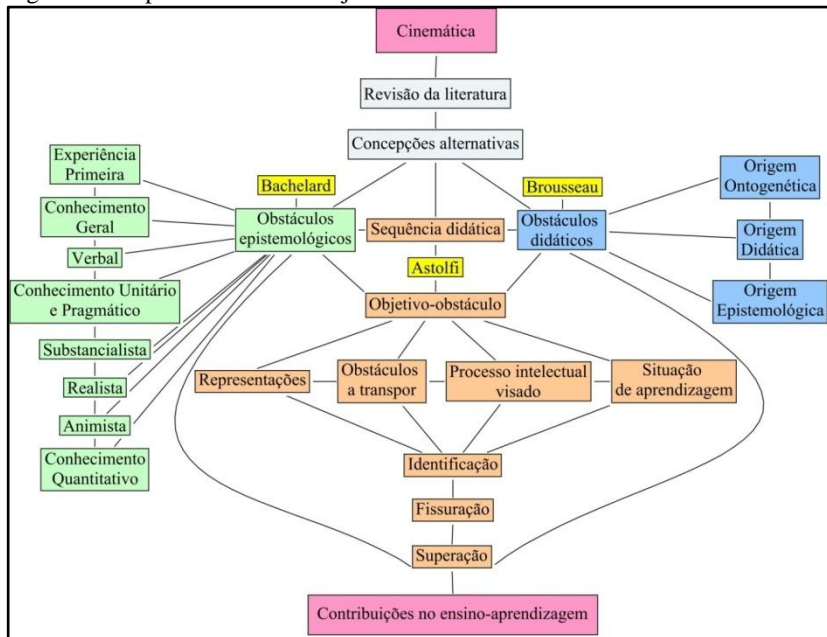 Cinemática
Revisão da literatura
Concepções alternativas
Experiência
Primeira
Conhecimento
Geral
Verbal
Conhecimento Unitário
e Pragmático
Substancialista
Realista
Animista
Conhecimento
Quantitativo
Bachelard
Obstáculos
epistemológicos
Sequência didática
Astolfi
Objetivo-obstáculo
Brousseau
Obstáculos
didáticos
Origem
Ontogenética
Origem
Didática
Origem
Epistemológica
Representações
Obstáculos
a transpor
Processo intelectual
visado
Situação
de aprendizagem
Identificação
Fissuração
Superação
Contribuições no ensino-aprendizagem